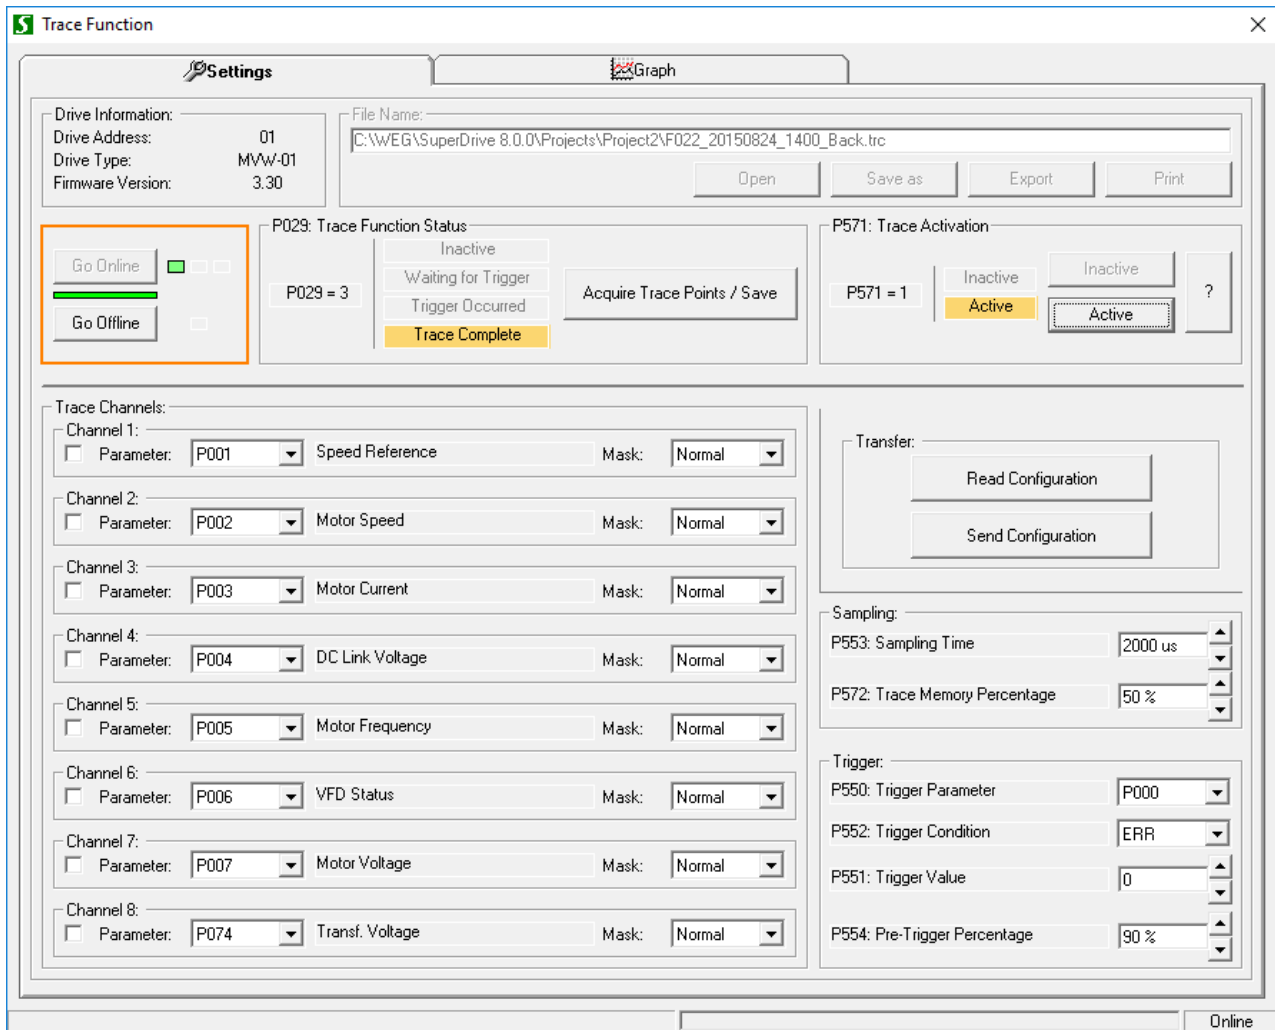 Trace Function
Settings
Graph
Drive Information:
Drive Address: 01
Drive Type: MVW-01
Firmware Version: 3.30
File Name:
C:\WEG\SuperDrive 8.0.0\Projects\Project2\F022_20150824_1400_Back.trc
Open Save as Export Print
Go Online
Go Offline
P029: Trace Function Status
P029 = 3
Inactive
Waiting for Trigger
Trigger Occurred
Trace Complete
Acquire Trace Points / Save
P571: Trace Activation
P571 = 1
Inactive
Active
Inactive
Active
?
Trace Channels:
Channel 1:
Parameter: P001 Speed Reference Mask: Normal
Channel 2:
Parameter: P002 Motor Speed Mask: Normal
Channel 3:
Parameter: P003 Motor Current Mask: Normal
Channel 4:
Parameter: P004 DC Link Voltage Mask: Normal
Channel 5:
Parameter: P005 Motor Frequency Mask: Normal
Channel 6:
Parameter: P006 VFD Status Mask: Normal
Channel 7:
Parameter: P007 Motor Voltage Mask: Normal
Channel 8:
Parameter: P074 Transf. Voltage Mask: Normal
Transfer:
Read Configuration
Send Configuration
Sampling:
P553: Sampling Time 2000 us
P572: Trace Memory Percentage 50 %
Trigger:
P550: Trigger Parameter P000
P552: Trigger Condition ERR
P551: Trigger Value 0
P554: Pre-Trigger Percentage 90 %
Online